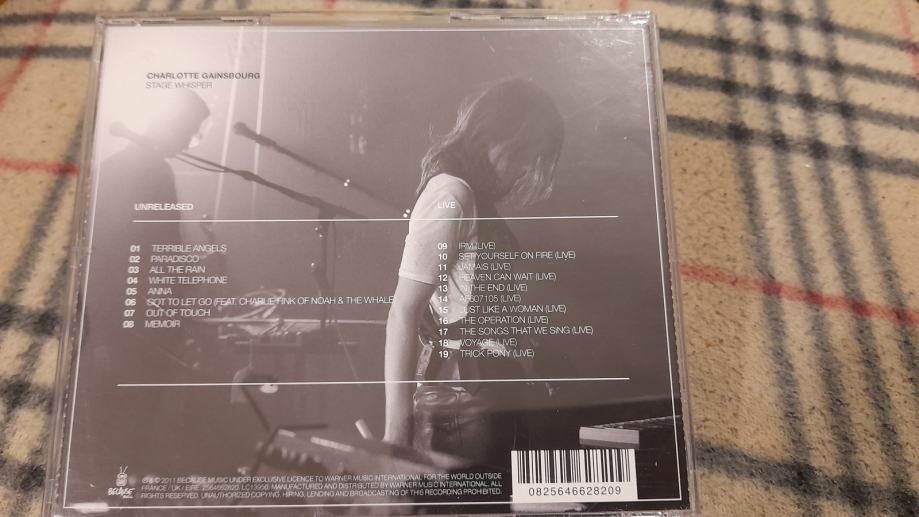 CHARLOTTE GAINSBOURG
STAGE WHISPER
UNRELEASED
01 TERRIBLE ANGELS
02 PARADISCO
03 ALL THE RAIN
04 WHITE TELEPHONE
05 ANNA
06 GOT TO LET GO (FEAT. CHARLIE FINK OF NOAH & THE WHALE
07 OUT OF TOUCH
08 MEMOIR
LIVE
09 IRM (LIVE)
10 SET YOURSELF ON FIRE (LIVE)
11 JAMAIS (LIVE)
12 HEAVEN CAN WAIT (LIVE)
13 IN THE END (LIVE)
14 AF607105 (LIVE)
15 JUST LIKE A WOMAN (LIVE)
16 THE OPERATION (LIVE)
17 THE SONGS THAT WE SING (LIVE)
18 VOYAGE (LIVE)
19 TRICK PONY (LIVE)
BECAUSE
℗ & © 2011 BECAUSE MUSIC UNDER EXCLUSIVE LICENCE TO WARNER MUSIC INTERNATIONAL FOR THE WORLD OUTSIDE
FRANCE / UK / EIRE. 2564662820. MANUFACTURED AND DISTRIBUTED BY WARNER MUSIC INTERNATIONAL. ALL
RIGHTS RESERVED. UNAUTHORIZED COPYING, HIRING, LENDING AND BROADCASTING OF THIS RECORDING PROHIBITED.
0825646628209